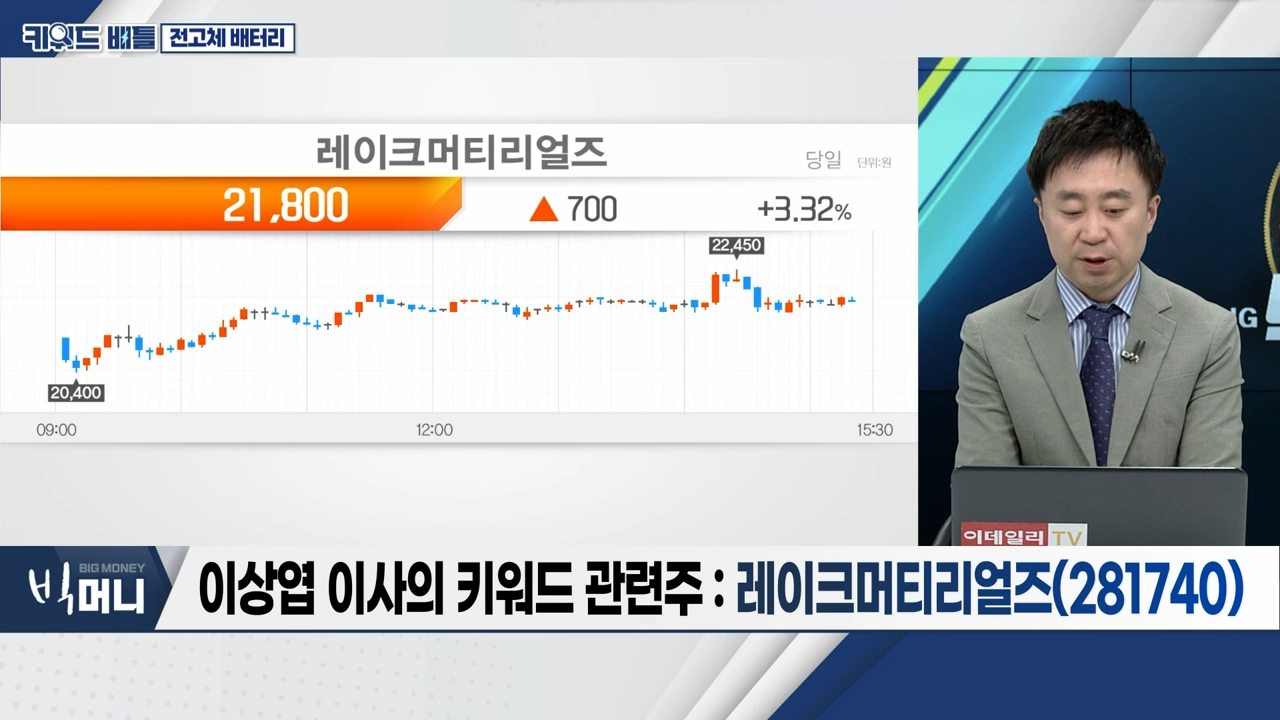 키워드 배틀 전고체 배터리
레이크머티리얼즈
당일 단위:원
21,800 ▲ 700 +3.32%
22,450
20,400
09:00 12:00 15:30
NG
이데일리 TV
BIG MONEY
빅머니
이상엽 이사의 키워드 관련주 : 레이크머티리얼즈(281740)